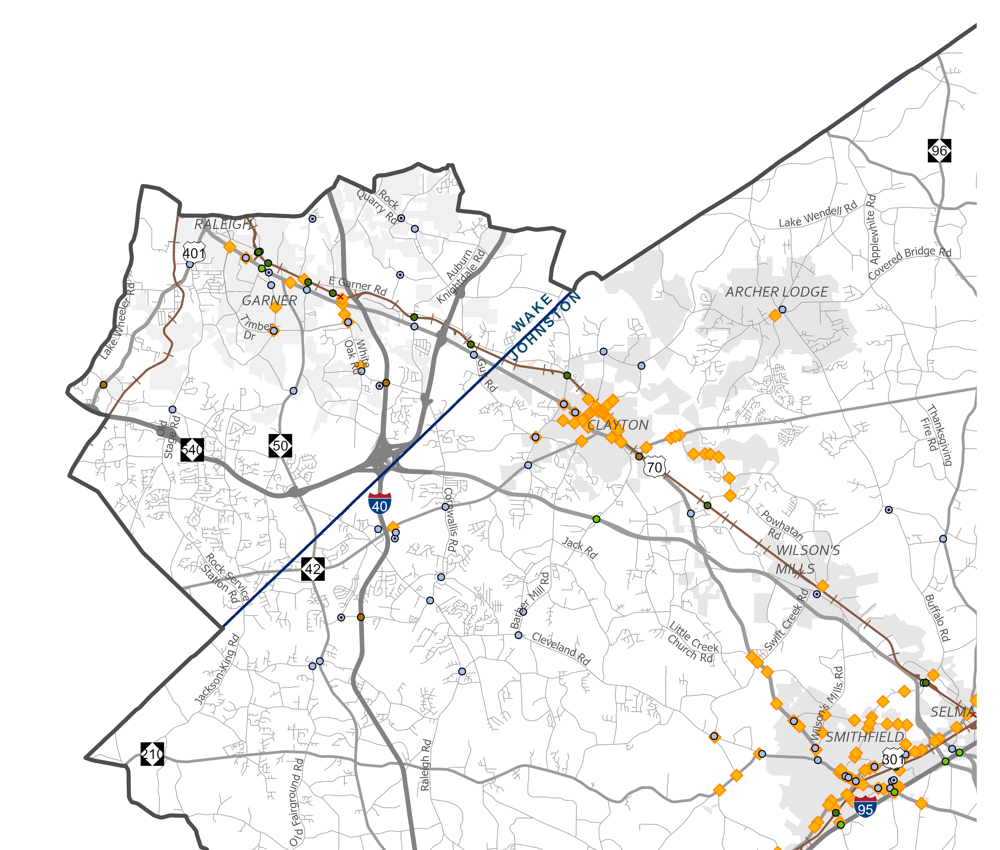 96
Rock
Quarry Rd
Lake Wendell Rd
Applewhite Rd
RALEIGH
401
Auburn
Knightdale Rd
Covered Bridge Rd
E Garner Rd
GARNER
ARCHER LODGE
WAKE
JOHNSTON
Lake Wheeler Rd
Timber
Dr
White
Oak Rd
Guy Rd
CLAYTON
Old
Stage Rd
540
50
70
Thanksgiving
Fire Rd
40
Cornwallis Rd
Powhatan
Rd
Jack Rd
WILSON'S
MILLS
Rock Service
Station Rd
42
Barber Mill Rd
Swift Creek Rd
Buffalo Rd
Little Creek
Church Rd
Cleveland Rd
Jackson-King Rd
Wilson's Mills Rd
SELMA
SMITHFIELD
210
301
Raleigh Rd
Old Fairground Rd
95